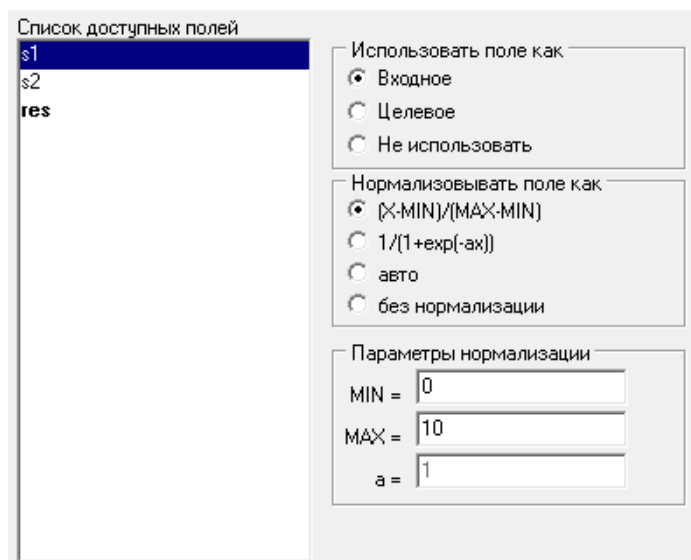 Список доступных полей
s1
s2
res
Использовать поле как
Входное
Целевое
Не использовать
Нормализовывать поле как
(X-MIN)/(MAX-MIN)
1/(1+exp(-ax))
авто
без нормализации
Параметры нормализации
MIN = 0
MAX = 10
a = 1